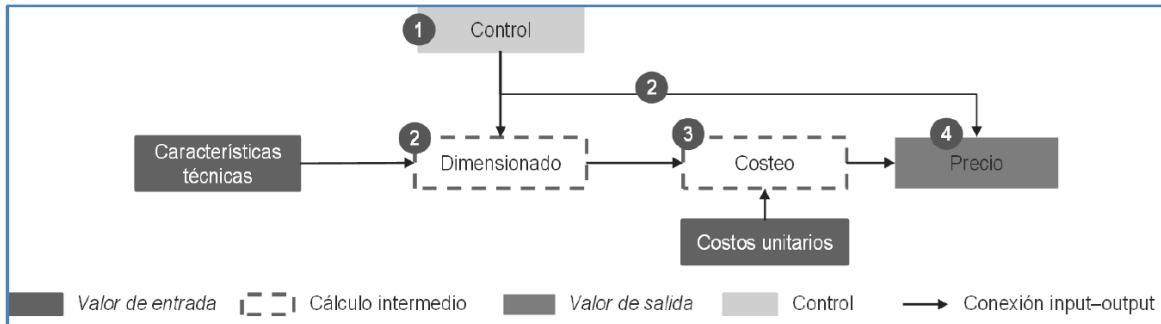 1 Control
2
Características
técnicas
2 Dimensionado
3 Costeo
4 Precio
Costos unitarios
Valor de entrada Cálculo intermedio Valor de salida Control Conexión input–output